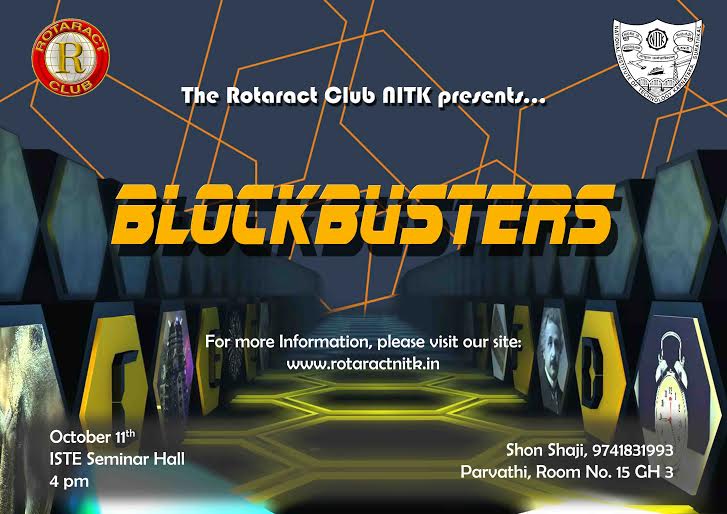 ROTARACT
R
CLUB
The Rotaract Club NITK presents...
BLOCKBUSTERS
For more Information, please visit our site:
www.rotaractnitk.in
October 11th
ISTE Seminar Hall
4 pm
Shon Shaji, 9741831993
Parvathi, Room No. 15 GH 3